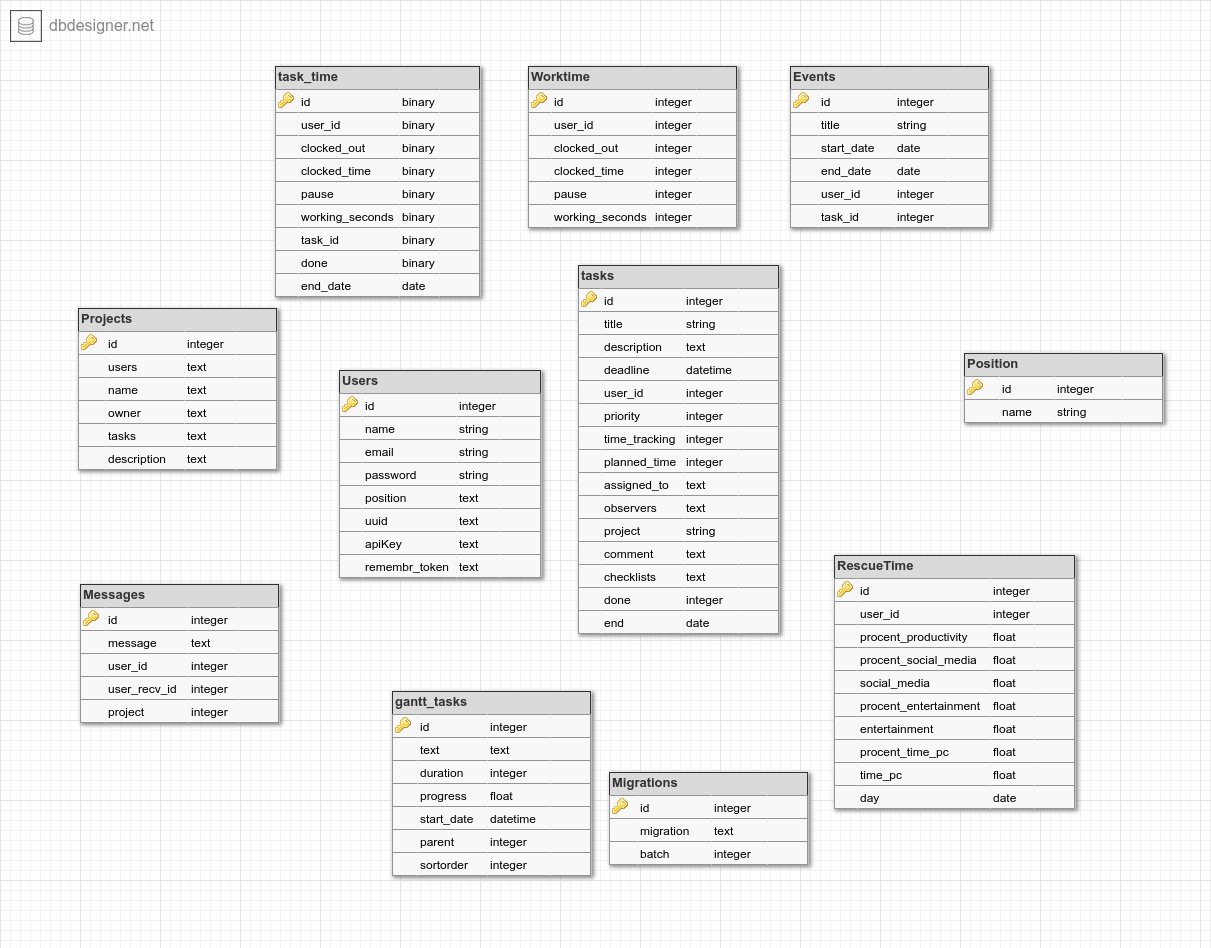 dbdesigner.net
task_time
id binary
user_id binary
clocked_out binary
clocked_time binary
pause binary
working_seconds binary
task_id binary
done binary
end_date date
Worktime
id integer
user_id integer
clocked_out integer
clocked_time integer
pause integer
working_seconds integer
Events
id integer
title string
start_date date
end_date date
user_id integer
task_id integer
Projects
id integer
users text
name text
owner text
tasks text
description text
Users
id integer
name string
email string
password string
position text
uuid text
apiKey text
remembr_token text
tasks
id integer
title string
description text
deadline datetime
user_id integer
priority integer
time_tracking integer
planned_time integer
assigned_to text
observers text
project string
comment text
checklists text
done integer
end date
Position
id integer
name string
Messages
id integer
message text
user_id integer
user_recv_id integer
project integer
gantt_tasks
id integer
text text
duration integer
progress float
start_date datetime
parent integer
sortorder integer
Migrations
id integer
migration text
batch integer
RescueTime
id integer
user_id integer
procent_productivity float
procent_social_media float
social_media float
procent_entertainment float
entertainment float
procent_time_pc float
time_pc float
day date